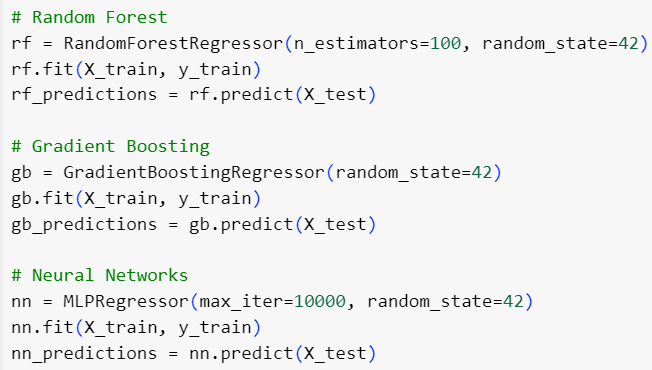 # Random Forest
rf = RandomForestRegressor(n_estimators=100, random_state=42)
rf.fit(X_train, y_train)
rf_predictions = rf.predict(X_test)
# Gradient Boosting
gb = GradientBoostingRegressor(random_state=42)
gb.fit(X_train, y_train)
gb_predictions = gb.predict(X_test)
# Neural Networks
nn = MLPRegressor(max_iter=10000, random_state=42)
nn.fit(X_train, y_train)
nn_predictions = nn.predict(X_test)